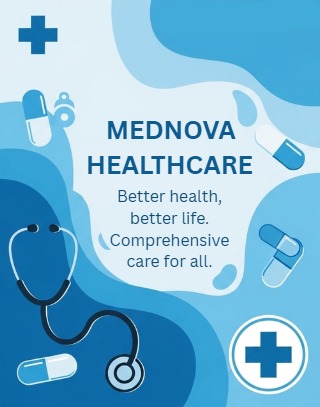 MEDNOVA
HEALTHCARE
Better health,
better life.
Comprehensive
care for all.